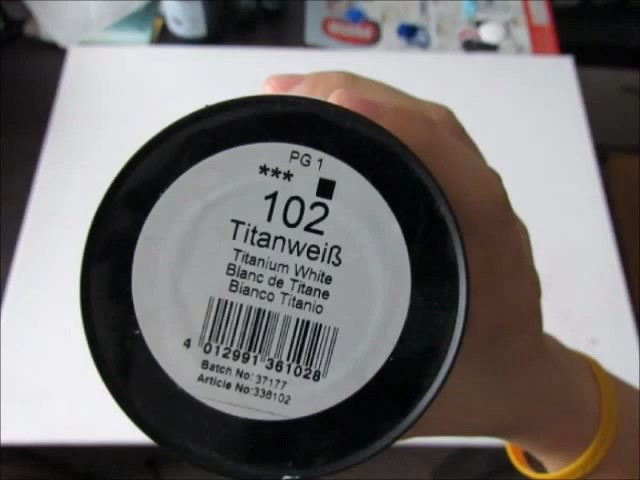 PG 1
***
102
Titanweiß
Titanium White
Blanc de Titane
Bianco Titanio
4 012991 361028
Batch No: 37177
Article No:336102